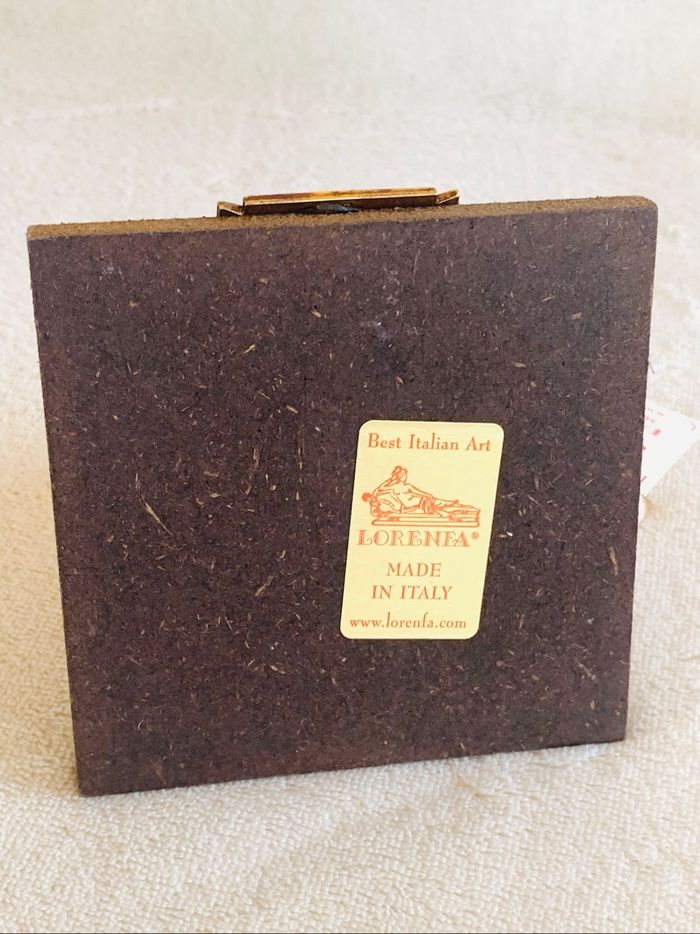 Best Italian Art
LORENFA®
MADE
IN ITALY
www.lorenfa.com